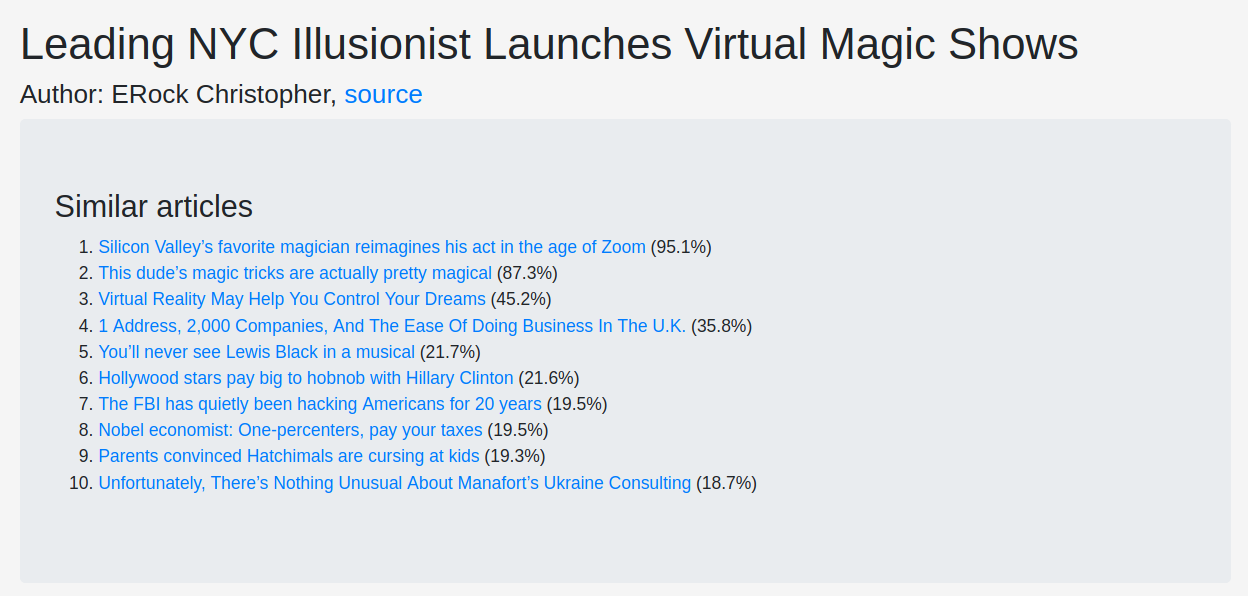 Leading NYC Illusionist Launches Virtual Magic Shows
Author: ERock Christopher, source
Similar articles
1. Silicon Valley’s favorite magician reimagines his act in the age of Zoom (95.1%)
2. This dude’s magic tricks are actually pretty magical (87.3%)
3. Virtual Reality May Help You Control Your Dreams (45.2%)
4. 1 Address, 2,000 Companies, And The Ease Of Doing Business In The U.K. (35.8%)
5. You’ll never see Lewis Black in a musical (21.7%)
6. Hollywood stars pay big to hobnob with Hillary Clinton (21.6%)
7. The FBI has quietly been hacking Americans for 20 years (19.5%)
8. Nobel economist: One-percenters, pay your taxes (19.5%)
9. Parents convinced Hatchimals are cursing at kids (19.3%)
10. Unfortunately, There’s Nothing Unusual About Manafort’s Ukraine Consulting (18.7%)